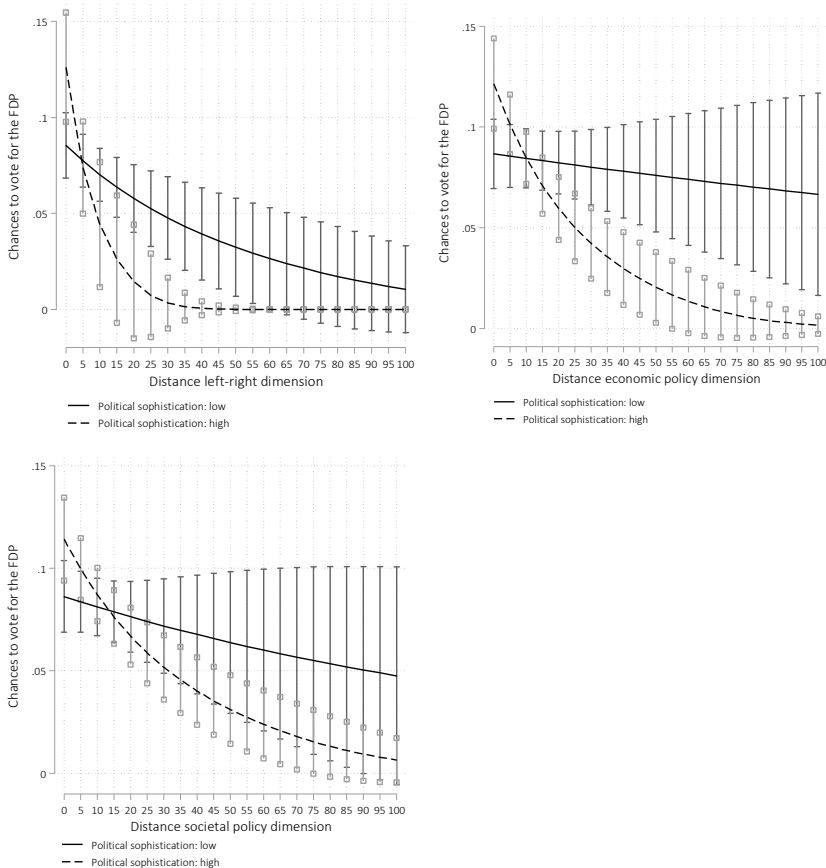 Chances to vote for the FDP
.15
.1
.05
0
0 5 10 15 20 25 30 35 40 45 50 55 60 65 70 75 80 85 90 95 100
Distance left-right dimension
Political sophistication: low
Political sophistication: high
Chances to vote for the FDP
.15
.1
.05
0
0 5 10 15 20 25 30 35 40 45 50 55 60 65 70 75 80 85 90 95 100
Distance economic policy dimension
Political sophistication: low
Political sophistication: high
Chances to vote for the FDP
.15
.1
.05
0
0 5 10 15 20 25 30 35 40 45 50 55 60 65 70 75 80 85 90 95 100
Distance societal policy dimension
Political sophistication: low
Political sophistication: high